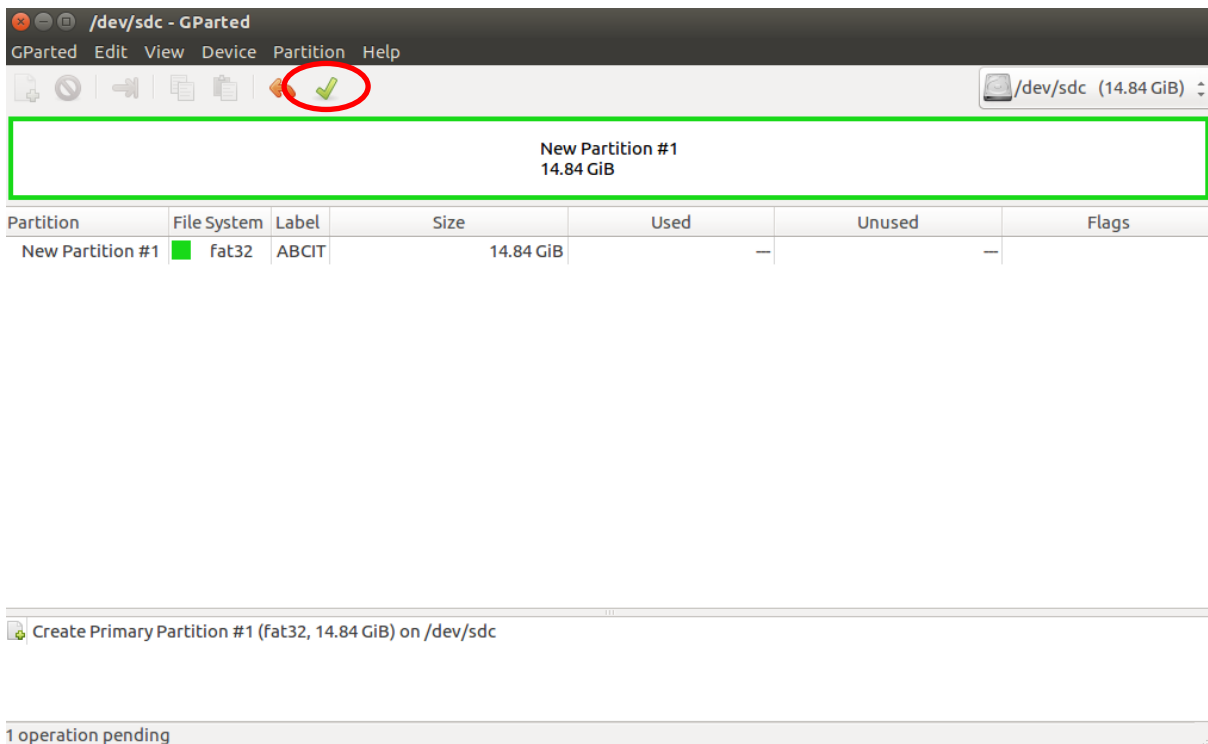 /dev/sdc - GParted
GParted Edit View Device Partition Help
/dev/sdc (14.84 GiB)
New Partition #1
14.84 GiB
Partition File System Label Size Used Unused Flags
New Partition #1 fat32 ABCIT 14.84 GiB --- ---
Create Primary Partition #1 (fat32, 14.84 GiB) on /dev/sdc
1 operation pending